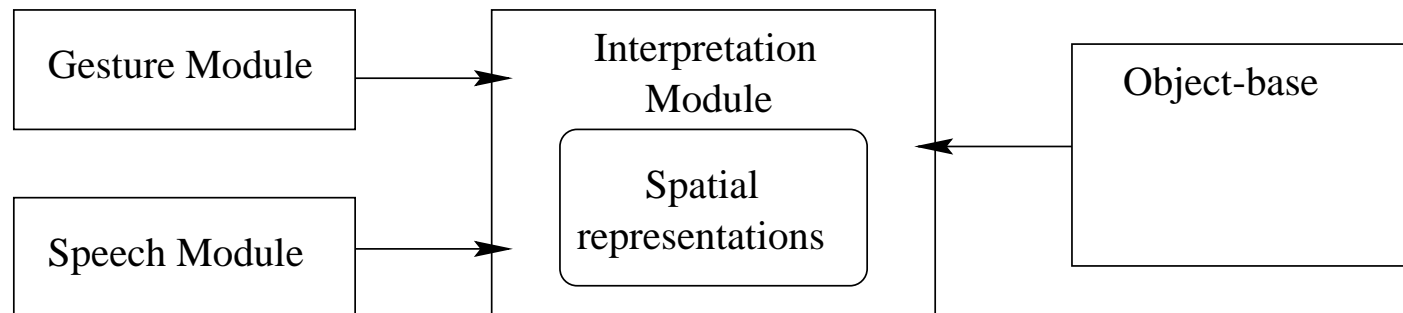 Gesture Module
Speech Module
Interpretation
Module
Spatial
representations
Object-base